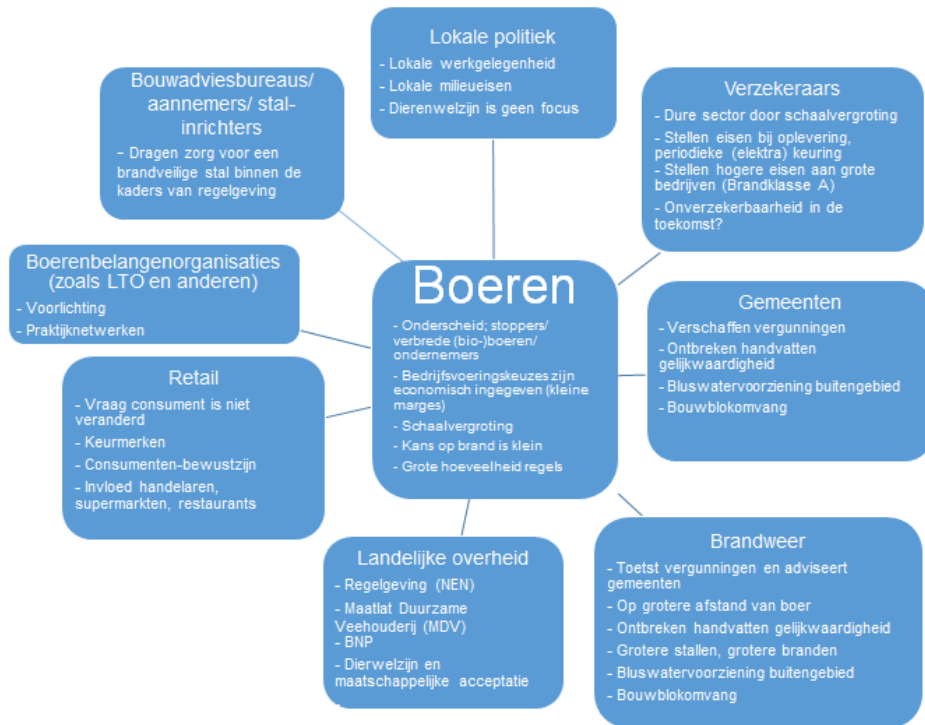 Lokale politiek
- Lokale werkgelegenheid
- Lokale milieueisen
- Dierenwelzijn is geen focus
Bouwadviesbureaus/
aannemers/ stal-
inrichters
- Dragen zorg voor een
brandveilige stal binnen de
kaders van regelgeving
Verzekeraars
- Dure sector door schaalvergroting
- Stellen eisen bij oplevering,
periodieke (elektra) keuring
- Stellen hogere eisen aan grote
bedrijven (Brandklasse A)
- Onverzekerbaarheid in de
toekomst?
Boerenbelangenorganisaties
(zoals LTO en anderen)
- Voorlichting
- Praktijknetwerken
Boeren
- Onderscheid; stoppers/
verbrede (bio-)boeren/
ondernemers
- Bedrijfsvoeringskeuzes zijn
economisch ingegeven (kleine
marges)
- Schaalvergroting
- Kans op brand is klein
- Grote hoeveelheid regels
Gemeenten
- Verschaffen vergunningen
- Ontbreken handvatten
gelijkwaardigheid
- Bluswatervoorziening buitengebied
- Bouwblokomvang
Retail
- Vraag consument is niet
veranderd
- Keurmerken
- Consumenten-bewustzijn
- Invloed handelaren,
supermarkten, restaurants
Landelijke overheid
- Regelgeving (NEN)
- Maatlat Duurzame
Veehouderij (MDV)
- BNP
- Dierwelzijn en
maatschappelijke acceptatie
-
Brandweer
- Toetst vergunningen en adviseert
gemeenten
- Op grotere afstand van boer
- Ontbreken handvatten gelijkwaardigheid
- Grotere stallen, grotere branden
- Bluswatervoorziening buitengebied
- Bouwblokomvang